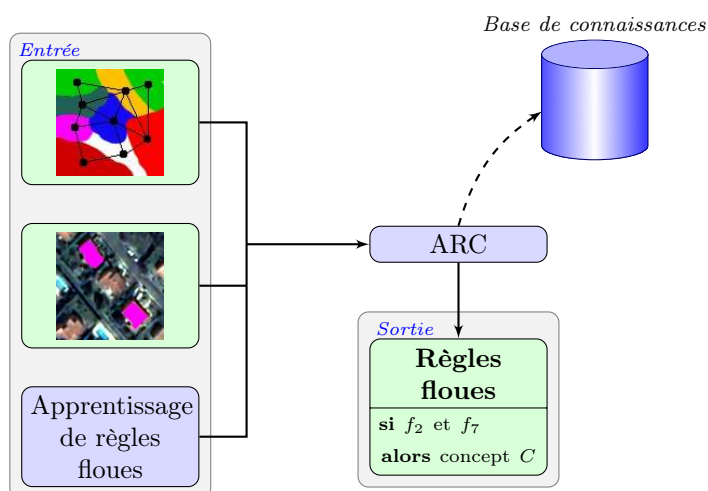 Base de connaissances
Entrée
ARC
Sortie
Règles
floues
si f₂ et f₇
alors concept C
Apprentissage
de règles
floues